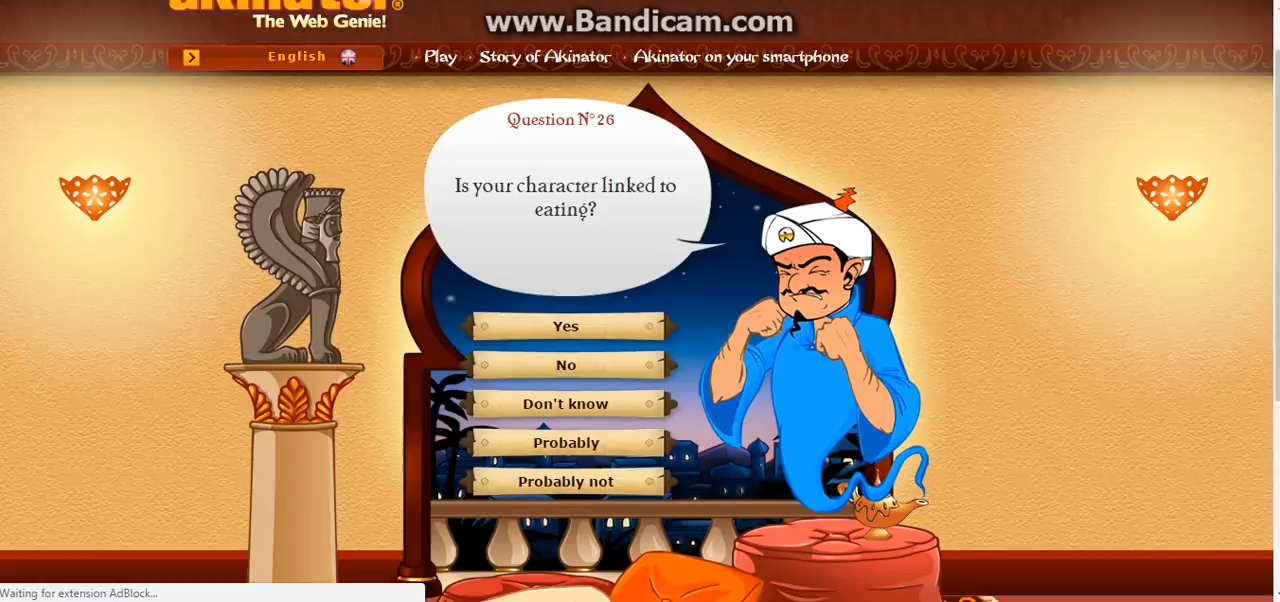 akinator®
The Web Genie!
www.Bandicam.com
English
Play
Story of Akinator
Akinator on your smartphone
Question N°26
Is your character linked to
eating?
Yes
No
Don't know
Probably
Probably not
Waiting for extension AdBlock...